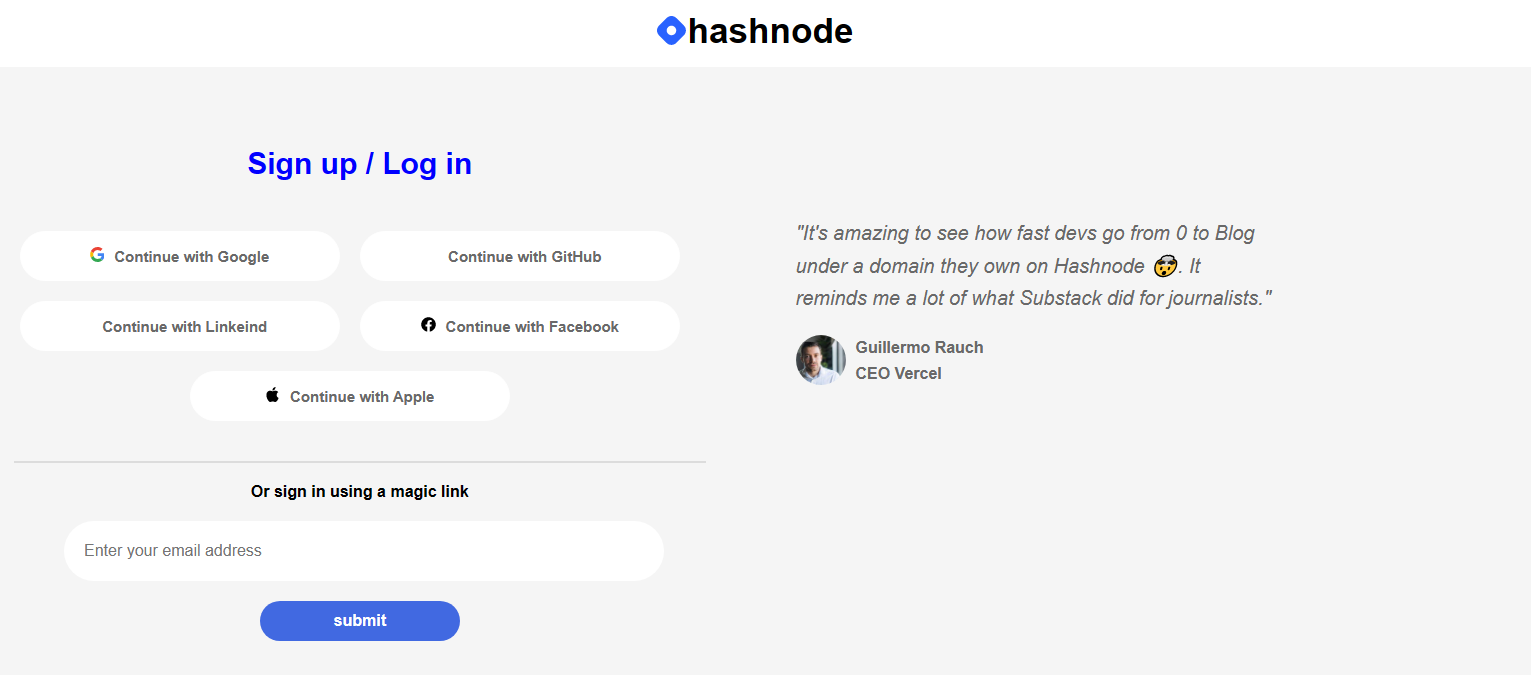 hashnode
Sign up / Log in
Continue with Google
Continue with GitHub
Continue with Linkeind
Continue with Facebook
Continue with Apple
Or sign in using a magic link
Enter your email address
submit
"It's amazing to see how fast devs go from 0 to Blog
under a domain they own on Hashnode 🤯. It
reminds me a lot of what Substack did for journalists."
Guillermo Rauch
CEO Vercel